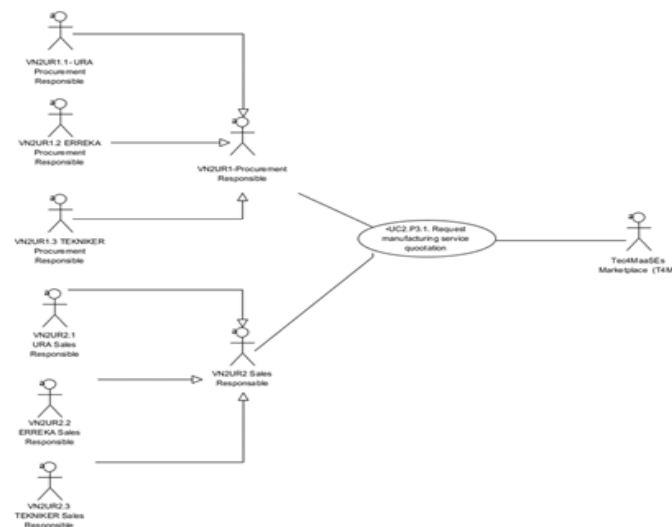 VN2UR1.1- URA
Procurement
Responsible
VN2UR1.2 ERREKA
Procurement
Responsible
VN2UR1-Procurement
Responsible
VN2UR1.3 TEKNIKER
Procurement
Responsible
•UC2.P3.1. Request
manufacturing service
quootation
Teo4MaaSEs
Marketplace (T4M
VN2UR2.1
URA Sales
Responsible
VN2UR2 Sales
Responsable
VN2UR2.2
ERREKA Sales
Responsible
VN2UR2.3
TEKNIKER Sales
Responsible